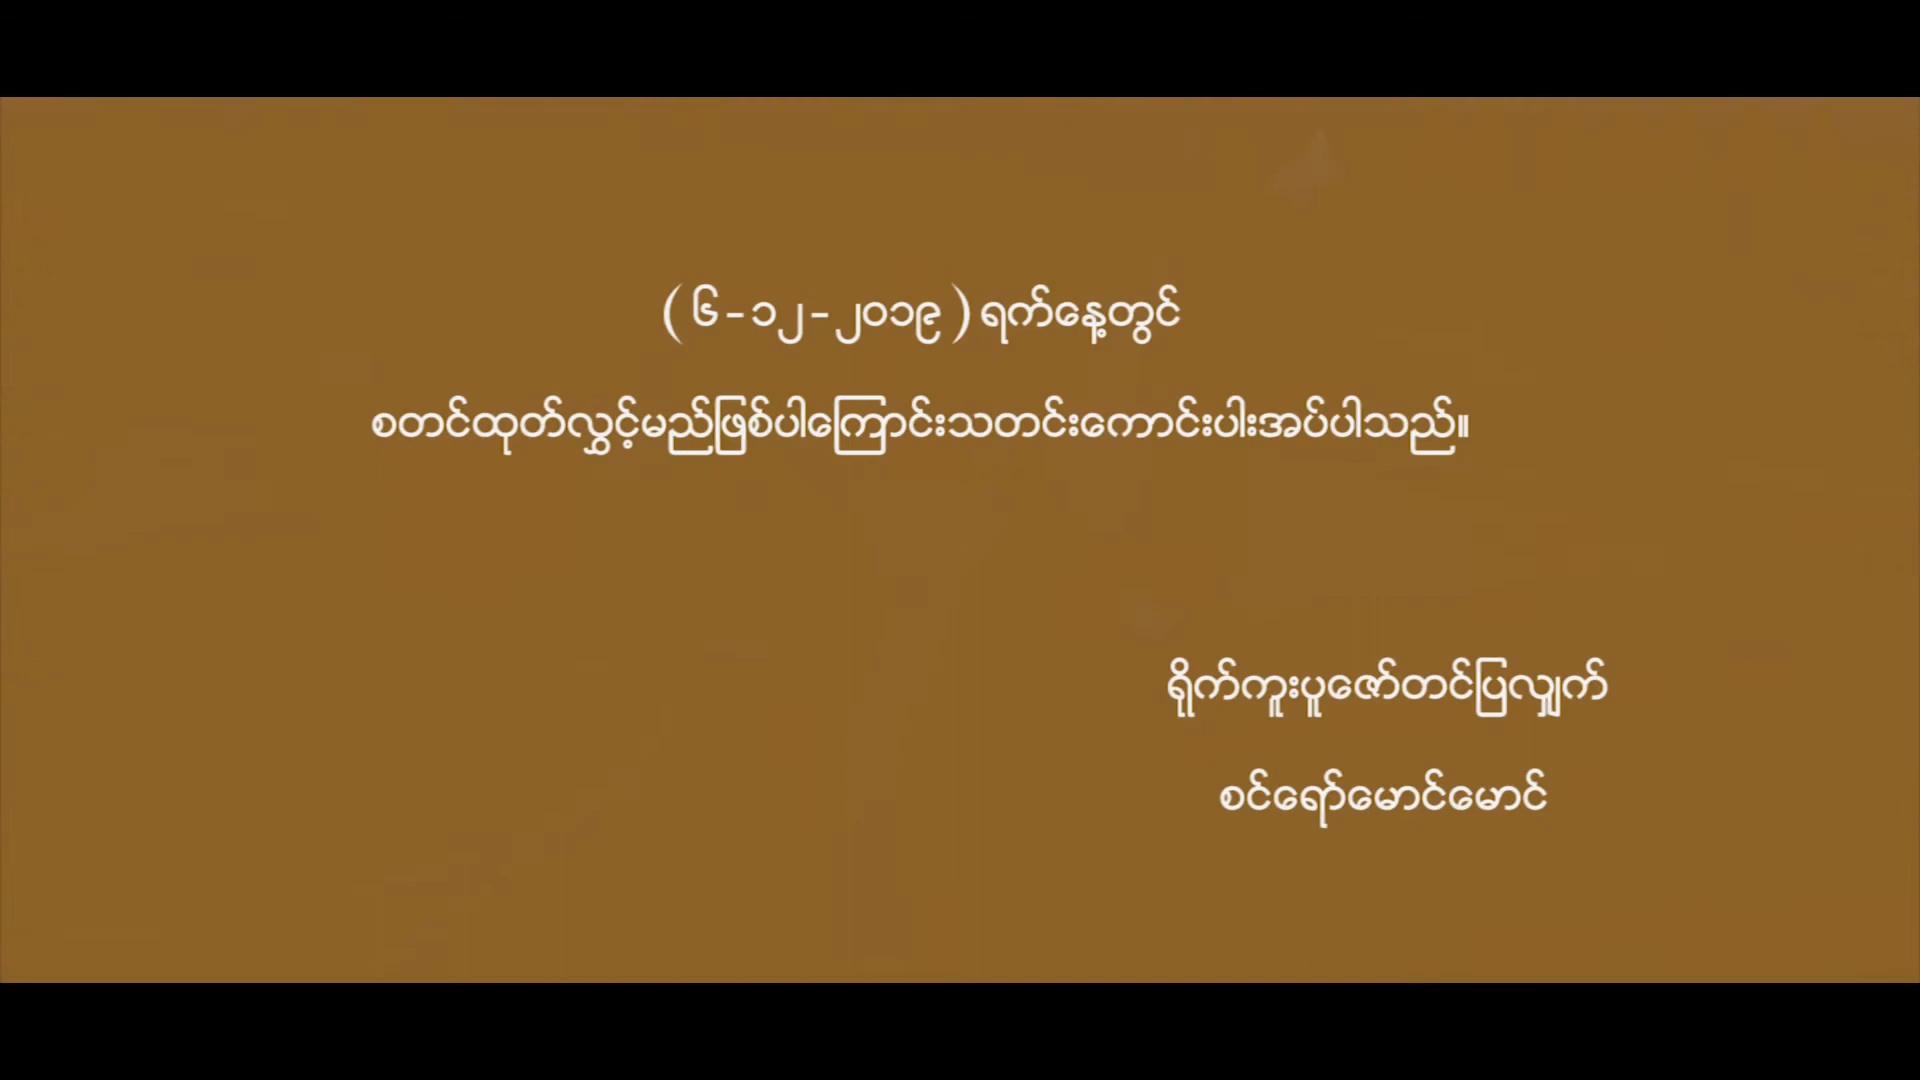 (၆-၁၂-၂၀၁၉)ရက်နေ့တွင်
စတင်ထုတ်လွှင့်မည်ဖြစ်ပါကြောင်းသတင်းကောင်းပါးအပ်ပါသည်။
ရိုက်ကူးပူဇော်တင်ပြလျှက်
စင်ရော်မောင်မောင်